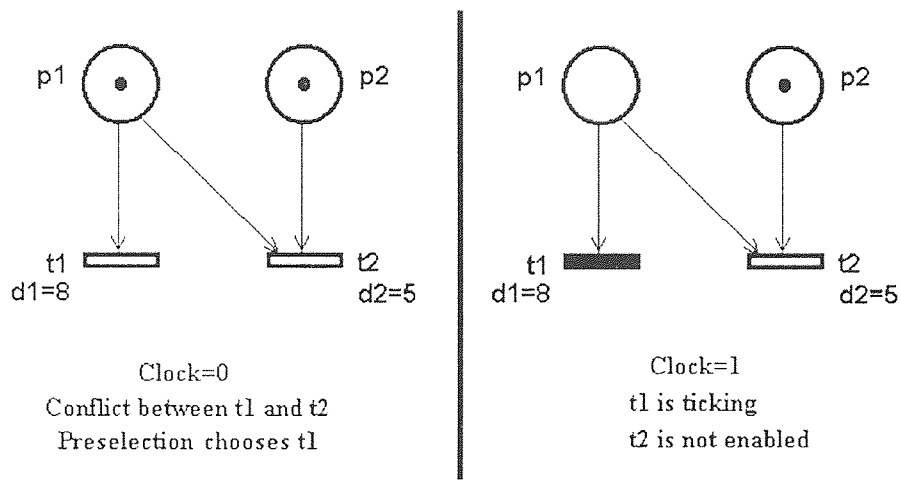 p1
p2
t1
d1=8
t2
d2=5
Clock=0
Conflict between t1 and t2
Preselection chooses t1
p1
p2
t1
d1=8
t2
d2=5
Clock=1
t1 is ticking
t2 is not enabled